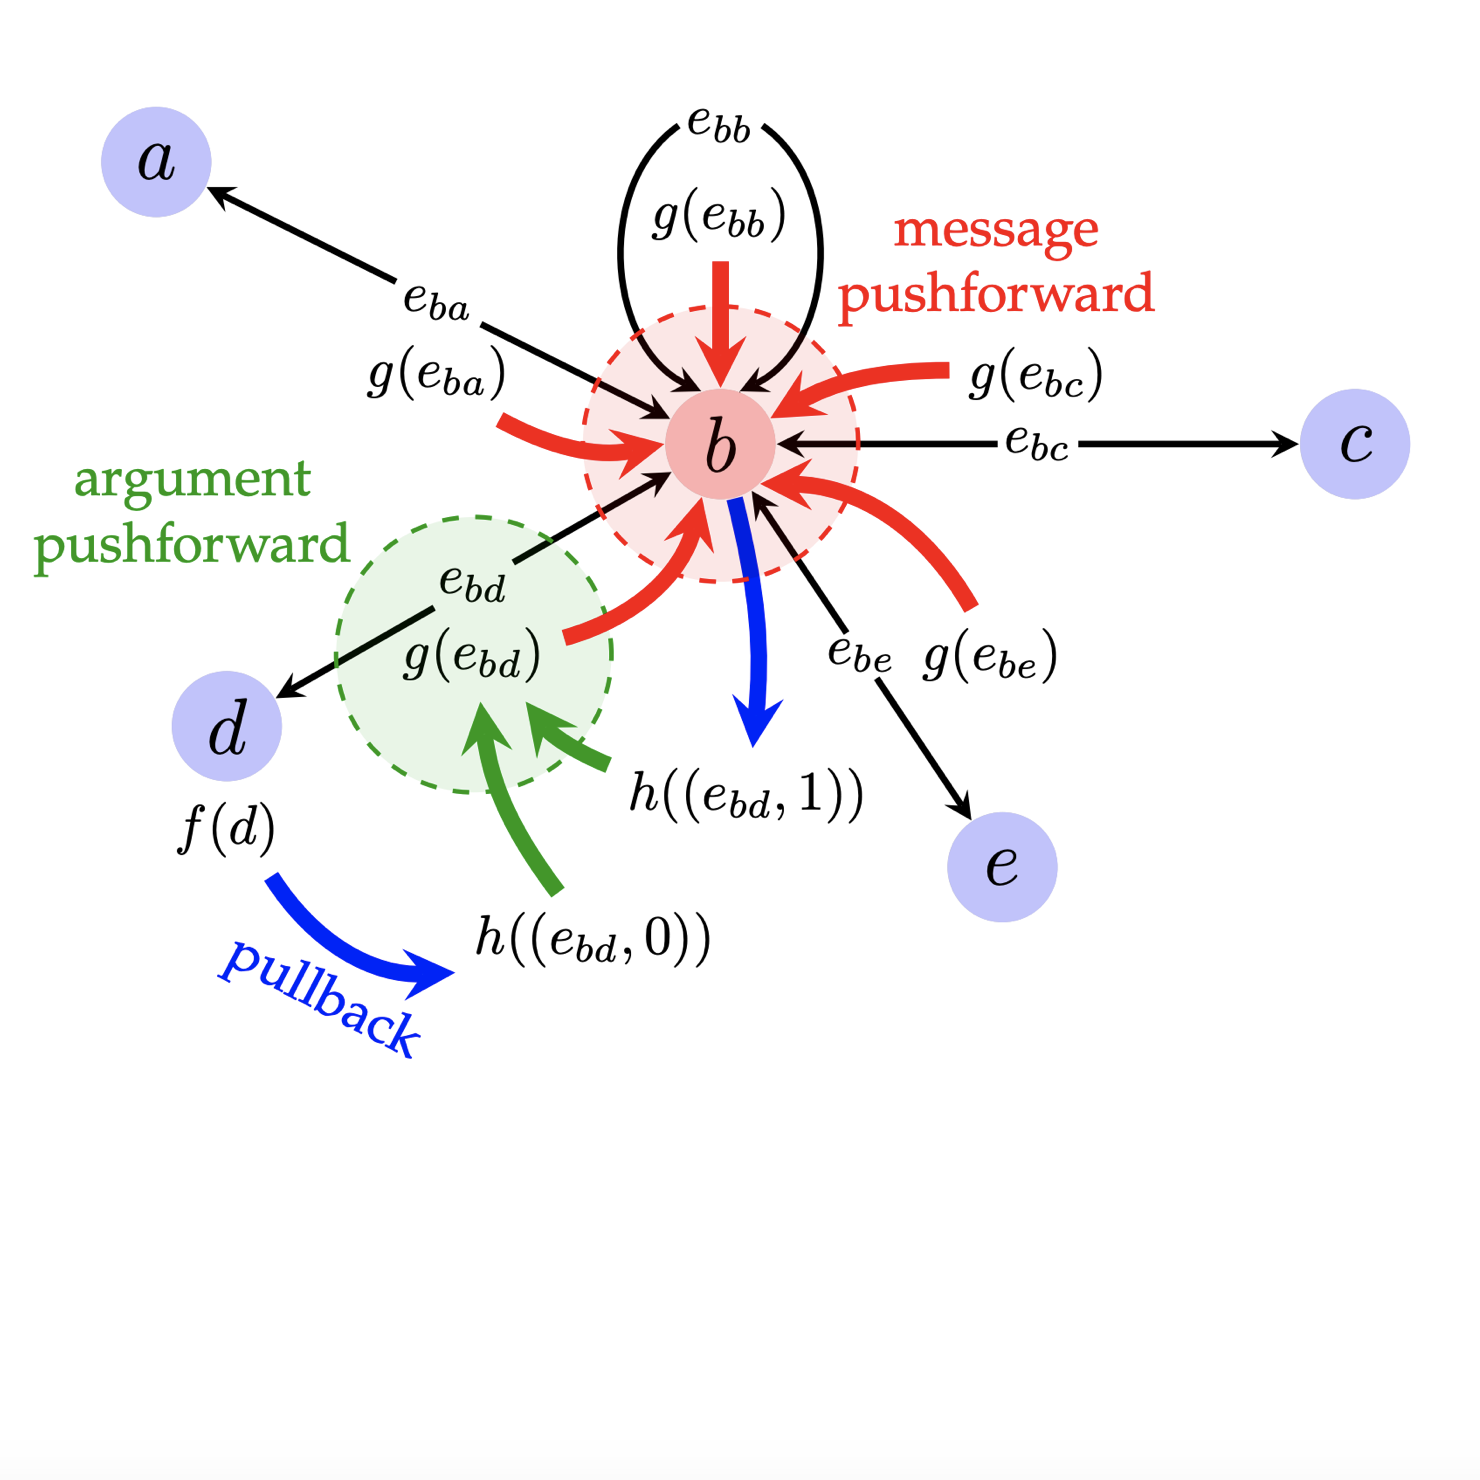 a
e_{bb}
g(e_{bb})
message
pushforward
e_{ba}
g(e_{ba})
g(e_{bc})
b
e_{bc}
c
argument
pushforward
e_{bd}
g(e_{bd})
e_{be}
g(e_{be})
d
h((e_{bd}, 1))
f(d)
e
h((e_{bd}, 0))
pullback